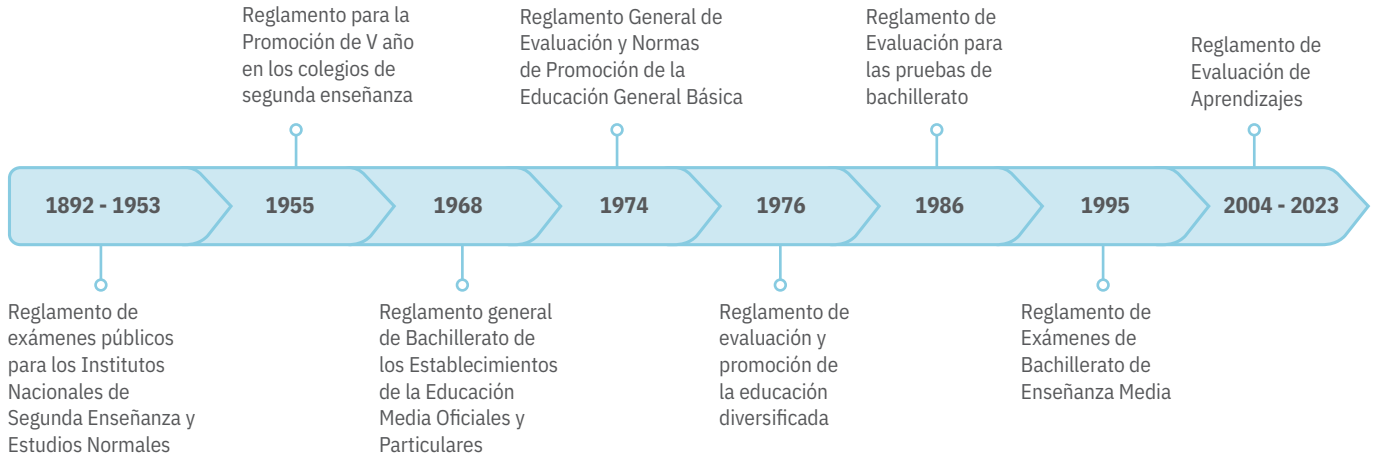 Reglamento para la
Promoción de V año
en los colegios de
segunda enseñanza
Reglamento General de
Evaluación y Normas
de Promoción de la
Educación General Básica
Reglamento de
Evaluación para
las pruebas de
bachillerato
Reglamento de
Evaluación de
Aprendizajes
1892 - 1953
1955
1968
1974
1976
1986
1995
2004 - 2023
Reglamento de
exámenes públicos
para los Institutos
Nacionales de
Segunda Enseñanza y
Estudios Normales
Reglamento general
de Bachillerato de
los Establecimientos
de la Educación
Media Oficiales y
Particulares
Reglamento de
evaluación y
promoción de
la educación
diversificada
Reglamento de
Exámenes de
Bachillerato de
Enseñanza Media